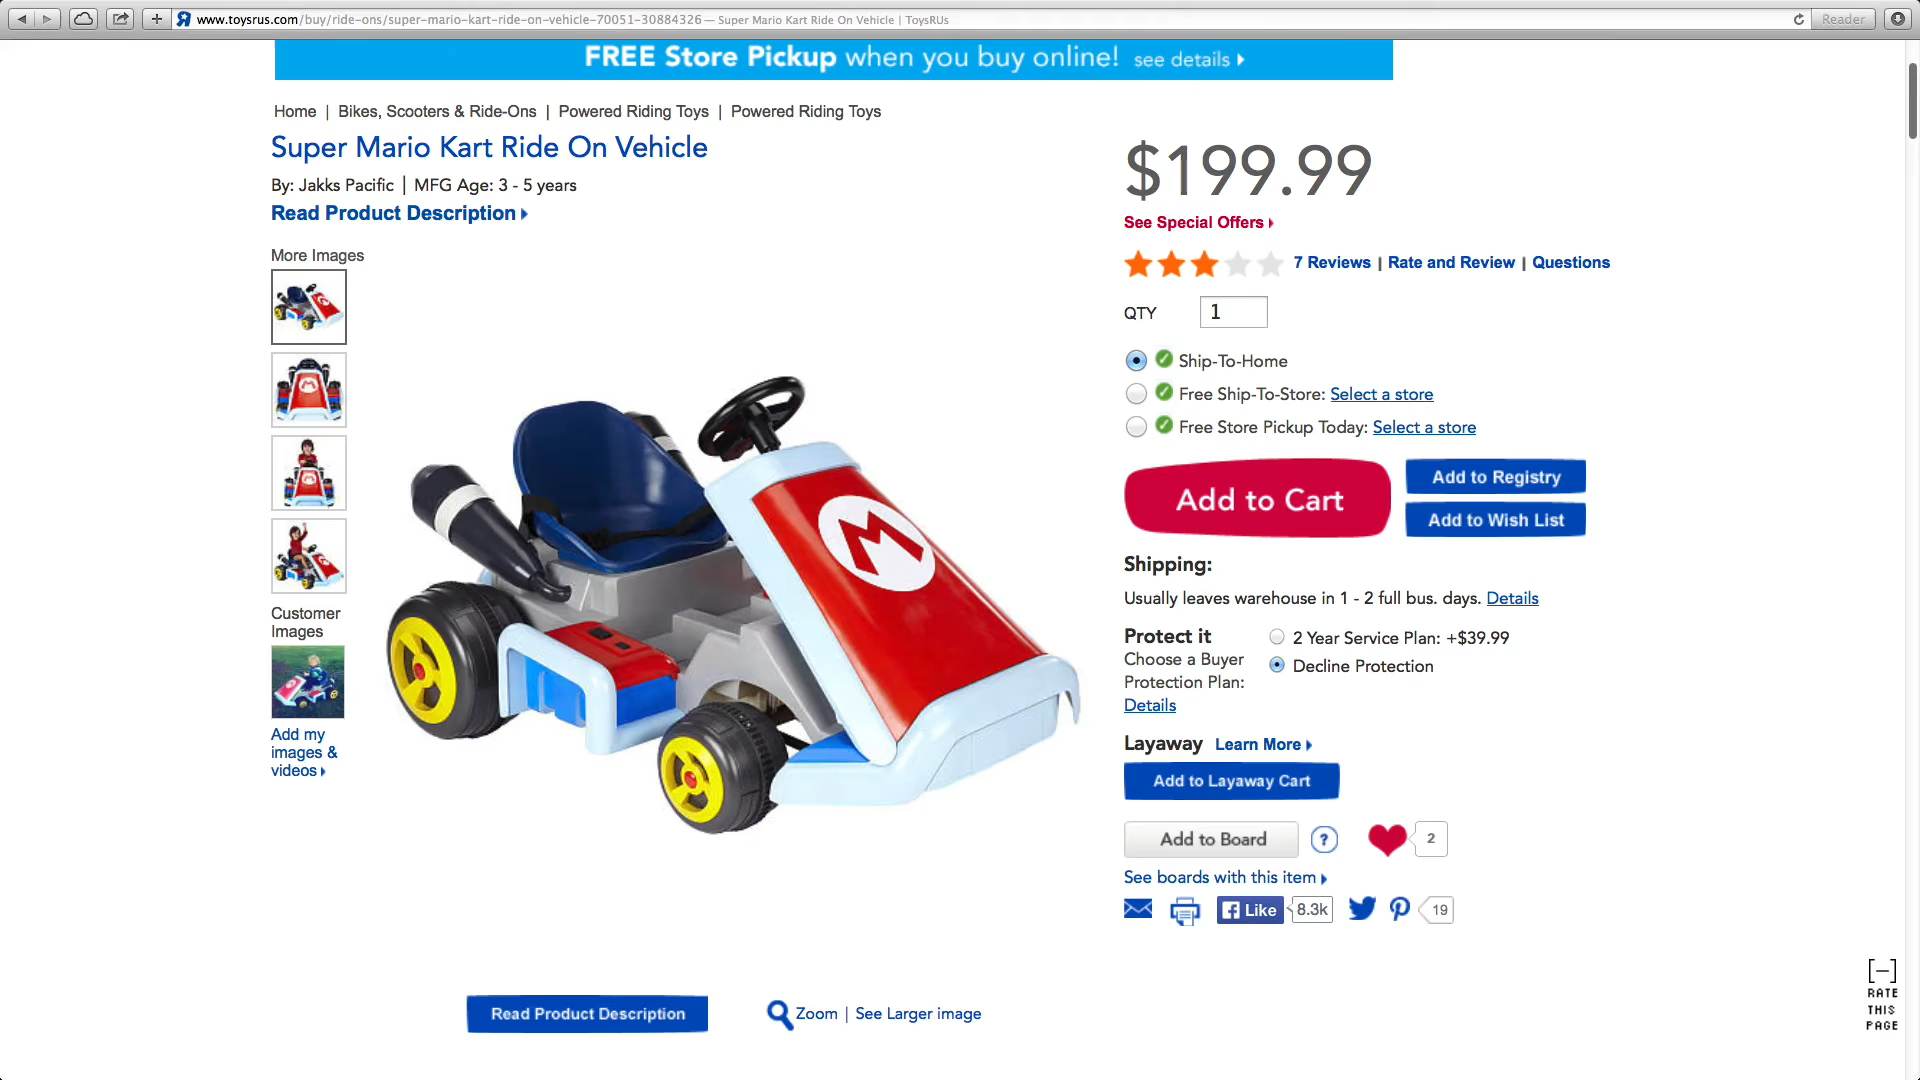 www.toysrus.com/buy/ride-ons/super-mario-kart-ride-on-vehicle-70051-30884326 — Super Mario Kart Ride On Vehicle | ToysRUs
Reader
FREE Store Pickup when you buy online! see details
Home | Bikes, Scooters & Ride-Ons | Powered Riding Toys | Powered Riding Toys
Super Mario Kart Ride On Vehicle
By: Jakks Pacific | MFG Age: 3 - 5 years
Read Product Description
More Images
Customer
Images
Add my
images &
videos
M
Read Product Description
Zoom | See Larger image
$199.99
See Special Offers
7 Reviews | Rate and Review | Questions
QTY 1
Ship-To-Home
Free Ship-To-Store: Select a store
Free Store Pickup Today: Select a store
Add to Cart
Add to Registry
Add to Wish List
Shipping:
Usually leaves warehouse in 1 - 2 full bus. days. Details
Protect it
Choose a Buyer
Protection Plan:
Details
2 Year Service Plan: +$39.99
Decline Protection
Layaway Learn More
Add to Layaway Cart
Add to Board ? 2
See boards with this item
Like 8.3k 19
[–]
RATE
THIS
PAGE